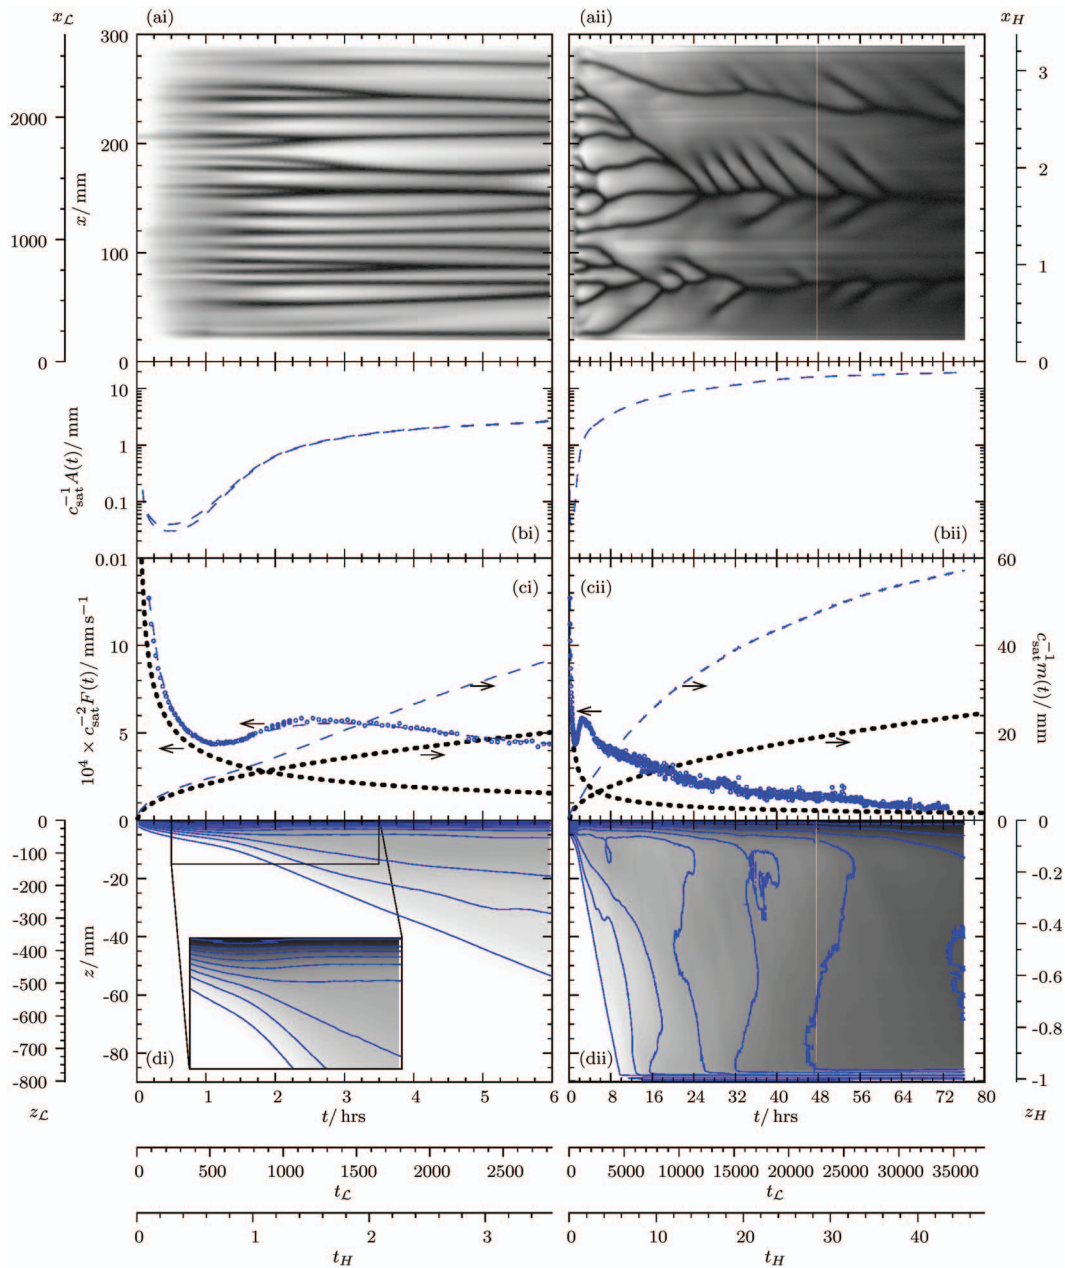 x_ℒ (ai) (aii) x_H
300
250
200
150
100
50
0
x / mm
2000
1000
0
3
2
1
0
10
1
0.1
0.01
c_sat^-1 A(t) / mm
(bi) (bii)
(ci) (cii)
10
5
10^4 × c_sat^-2 F(t) / mm s^-1
60
40
20
0
c_sat^-1 m(t) / mm
0
-20
-40
-60
-80
z / mm
0
-100
-200
-300
-400
-500
-600
-700
-800
z_ℒ
0
-0.2
-0.4
-0.6
-0.8
-1
z_H
(di) (dii)
0 1 2 3 4 5 6
t / hrs
0 8 16 24 32 40 48 56 64 72 80
t / hrs
0 500 1000 1500 2000 2500
t_ℒ
0 5000 10000 15000 20000 25000 30000 35000
t_ℒ
0 1 2 3
t_H
0 10 20 30 40
t_H